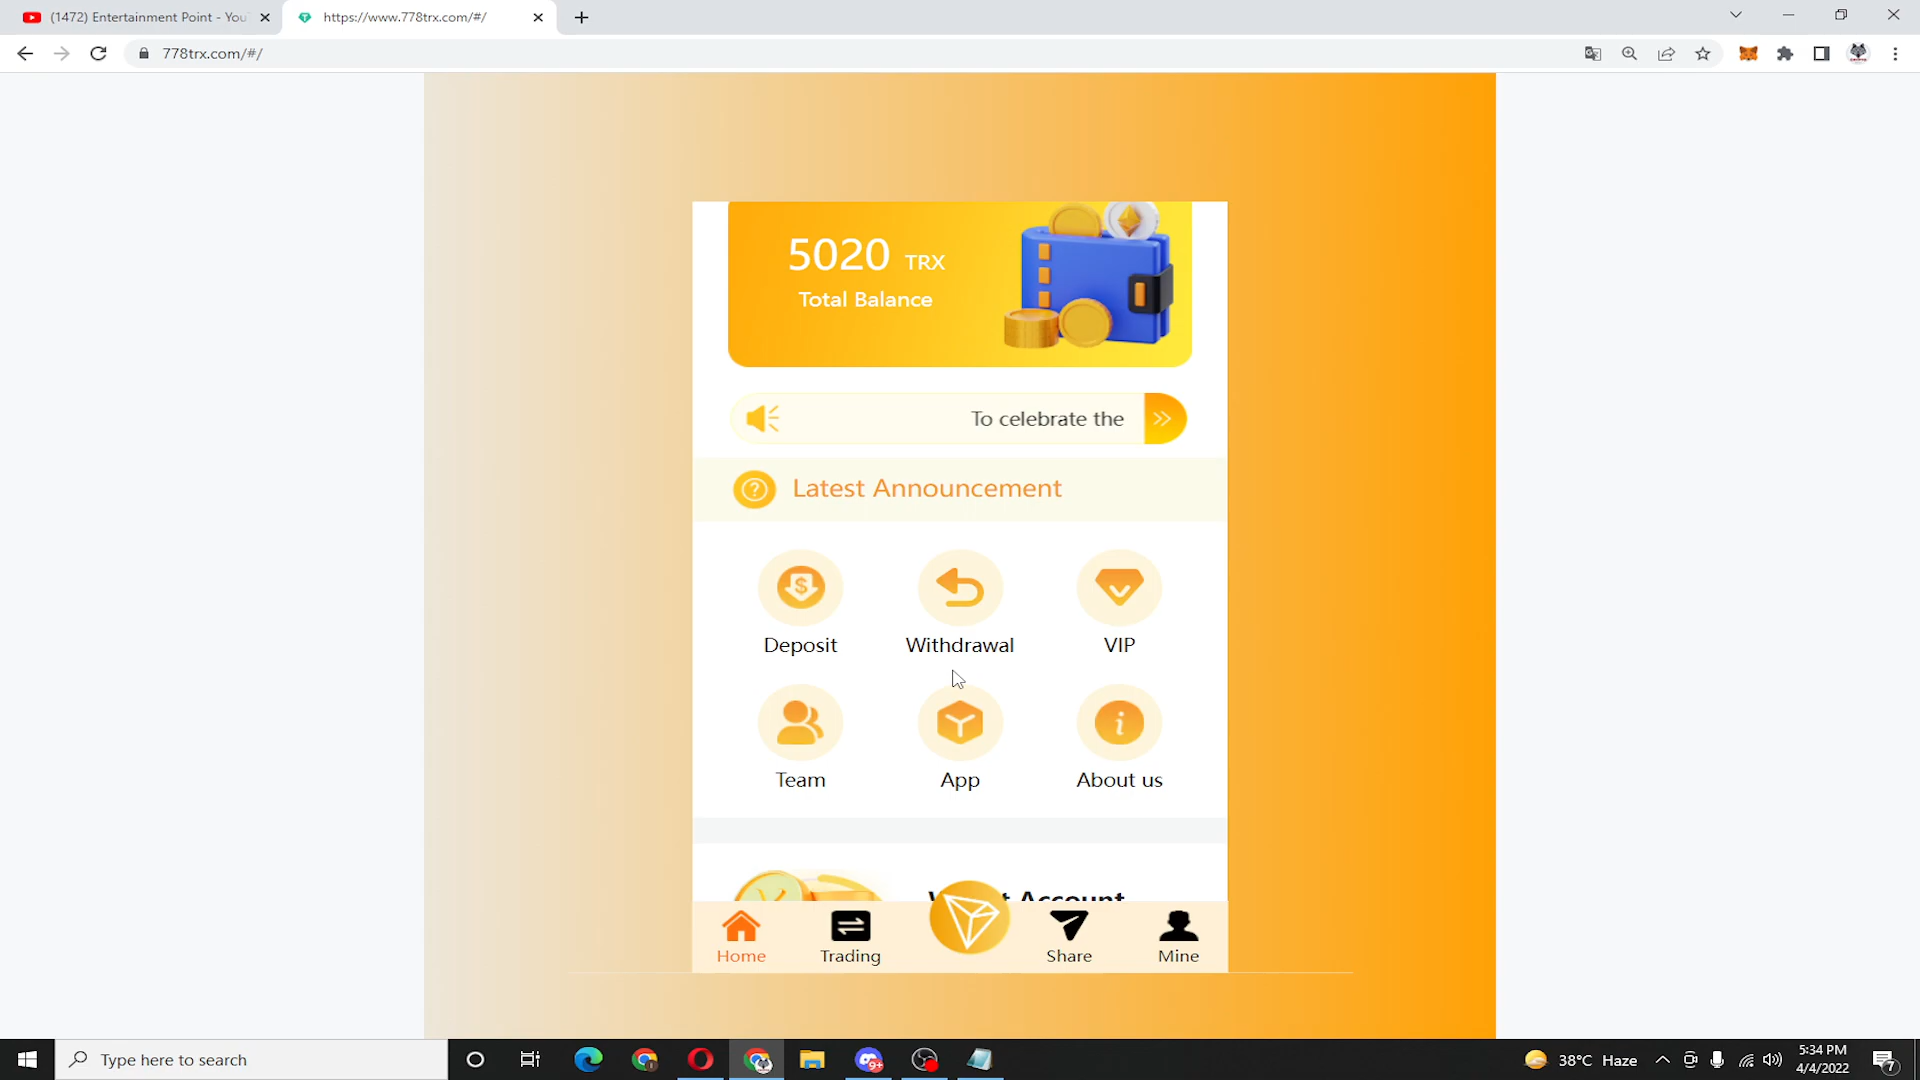 (1472) Entertainment Point - You
https://www.778trx.com/#/
778trx.com/#/
5020 TRX
Total Balance
To celebrate the
Latest Announcement
Deposit
Withdrawal
VIP
Team
App
About us
Account
Home
Trading
Share
Mine
Type here to search
9+
38°C Haze
5:34 PM
4/4/2022
7